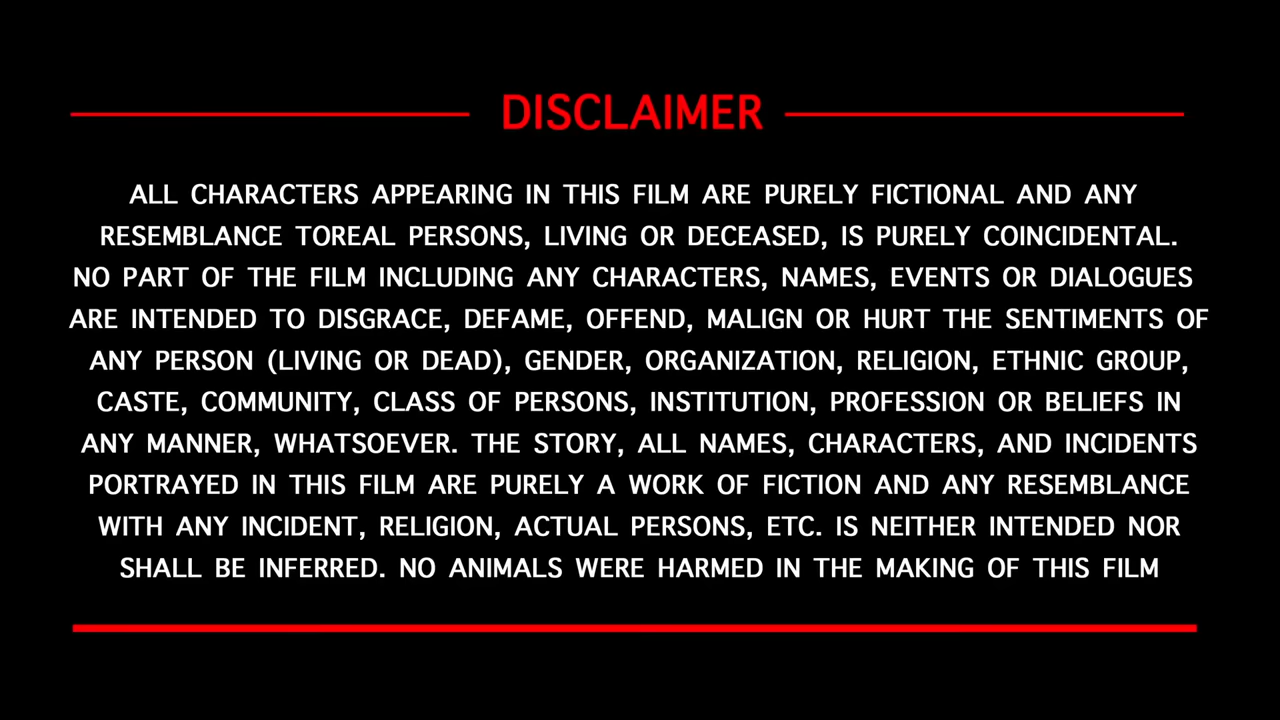 DISCLAIMER
ALL CHARACTERS APPEARING IN THIS FILM ARE PURELY FICTIONAL AND ANY
RESEMBLANCE TOREAL PERSONS, LIVING OR DECEASED, IS PURELY COINCIDENTAL.
NO PART OF THE FILM INCLUDING ANY CHARACTERS, NAMES, EVENTS OR DIALOGUES
ARE INTENDED TO DISGRACE, DEFAME, OFFEND, MALIGN OR HURT THE SENTIMENTS OF
ANY PERSON (LIVING OR DEAD), GENDER, ORGANIZATION, RELIGION, ETHNIC GROUP,
CASTE, COMMUNITY, CLASS OF PERSONS, INSTITUTION, PROFESSION OR BELIEFS IN
ANY MANNER, WHATSOEVER. THE STORY, ALL NAMES, CHARACTERS, AND INCIDENTS
PORTRAYED IN THIS FILM ARE PURELY A WORK OF FICTION AND ANY RESEMBLANCE
WITH ANY INCIDENT, RELIGION, ACTUAL PERSONS, ETC. IS NEITHER INTENDED NOR
SHALL BE INFERRED. NO ANIMALS WERE HARMED IN THE MAKING OF THIS FILM